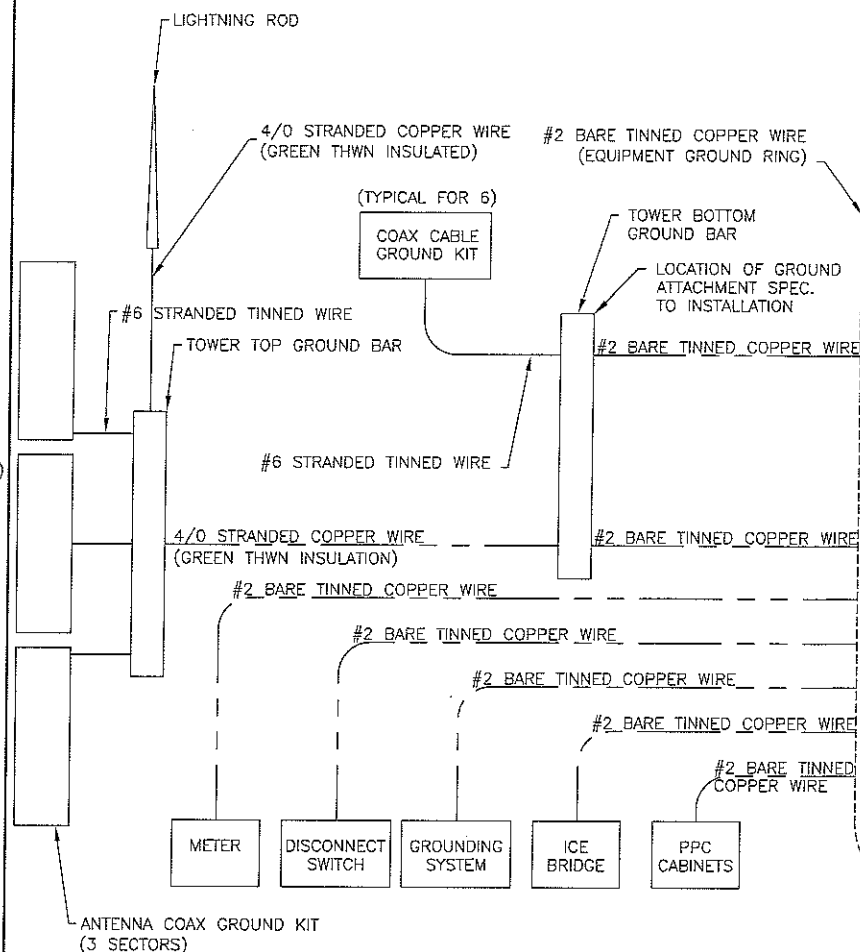 LIGHTNING ROD
4/0 STRANDED COPPER WIRE
(GREEN THWN INSULATED)
#2 BARE TINNED COPPER WIRE
(EQUIPMENT GROUND RING)
(TYPICAL FOR 6)
COAX CABLE
GROUND KIT
TOWER BOTTOM
GROUND BAR
LOCATION OF GROUND
ATTACHMENT SPEC.
TO INSTALLATION
#6 STRANDED TINNED WIRE
TOWER TOP GROUND BAR
#2 BARE TINNED COPPER WIRE
#6 STRANDED TINNED WIRE
4/0 STRANDED COPPER WIRE
(GREEN THWN INSULATION)
#2 BARE TINNED COPPER WIRE
#2 BARE TINNED COPPER WIRE
#2 BARE TINNED COPPER WIRE
#2 BARE TINNED COPPER WIRE
#2 BARE TINNED COPPER WIRE
#2 BARE TINNED
COPPER WIRE
METER
DISCONNECT
SWITCH
GROUNDING
SYSTEM
ICE
BRIDGE
PPC
CABINETS
ANTENNA COAX GROUND KIT
(3 SECTORS)